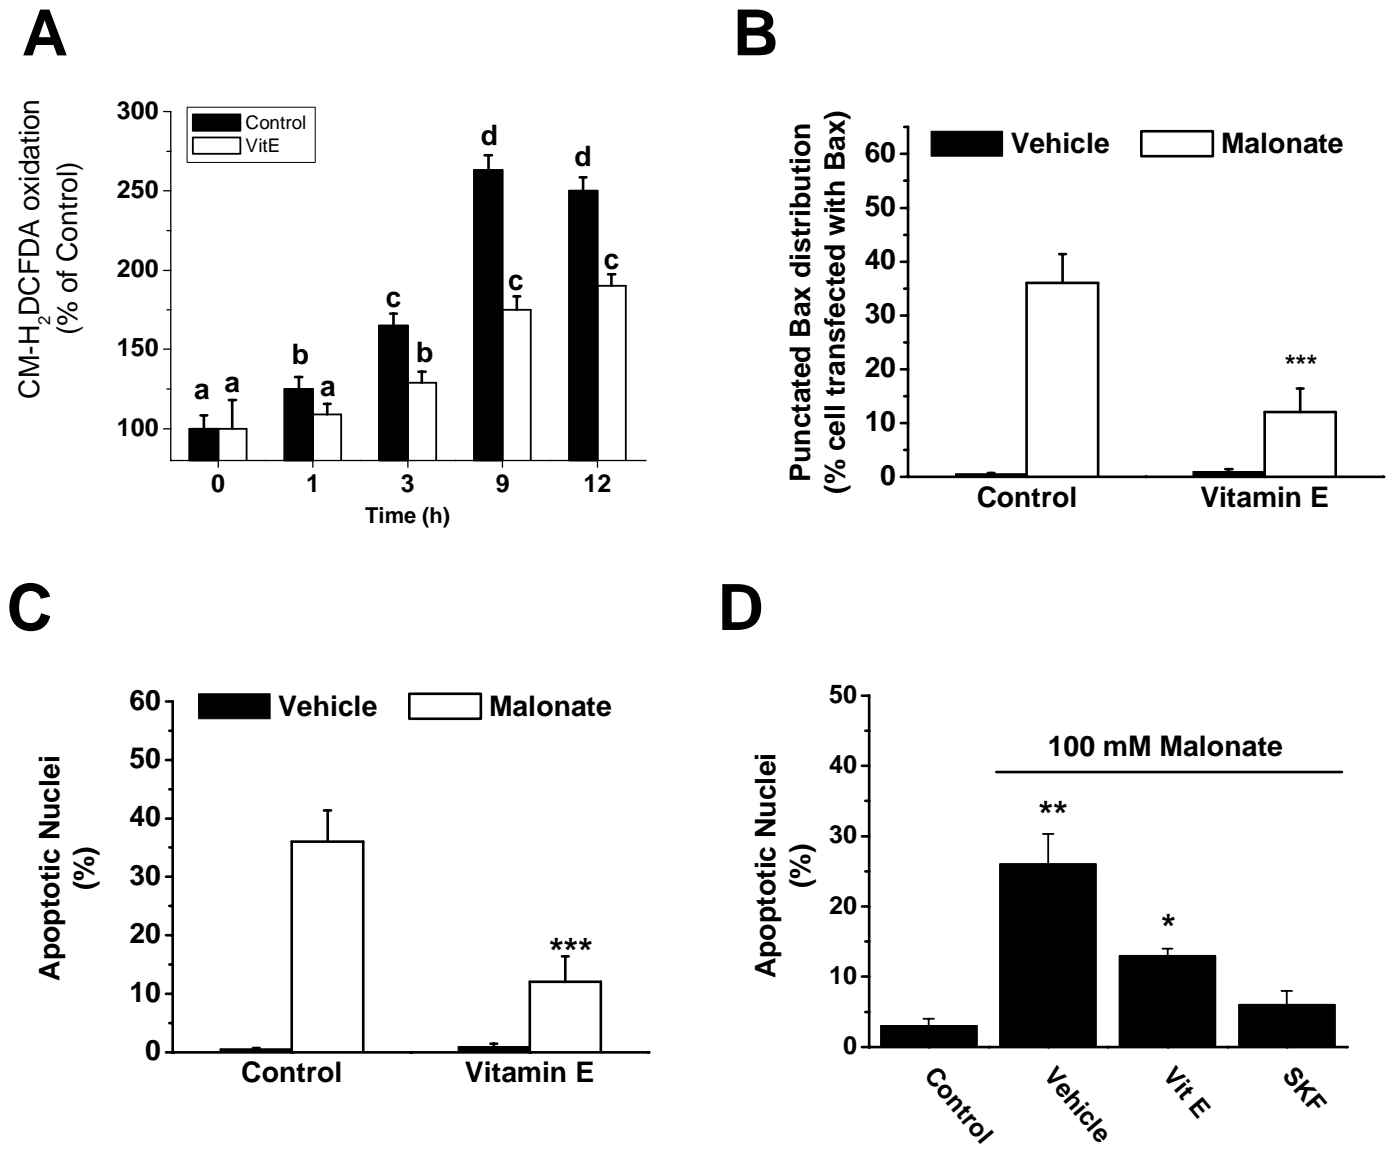 A
CM-H2DCFDA oxidation
(% of Control)
300
250
200
150
100
Control
VitE
a
a
b
a
c
b
d
c
d
c
0 1 3 9 12
Time (h)
B
Punctated Bax distribution
(% cell transfected with Bax)
60
50
40
30
20
10
0
Vehicle Malonate
***
Control Vitamin E
C
Apoptotic Nuclei
(%)
60
50
40
30
20
10
0
Vehicle Malonate
***
Control Vitamin E
D
Apoptotic Nuclei
(%)
50
40
30
20
10
0
100 mM Malonate
**
*
Control
Vehicle
Vit E
SKF